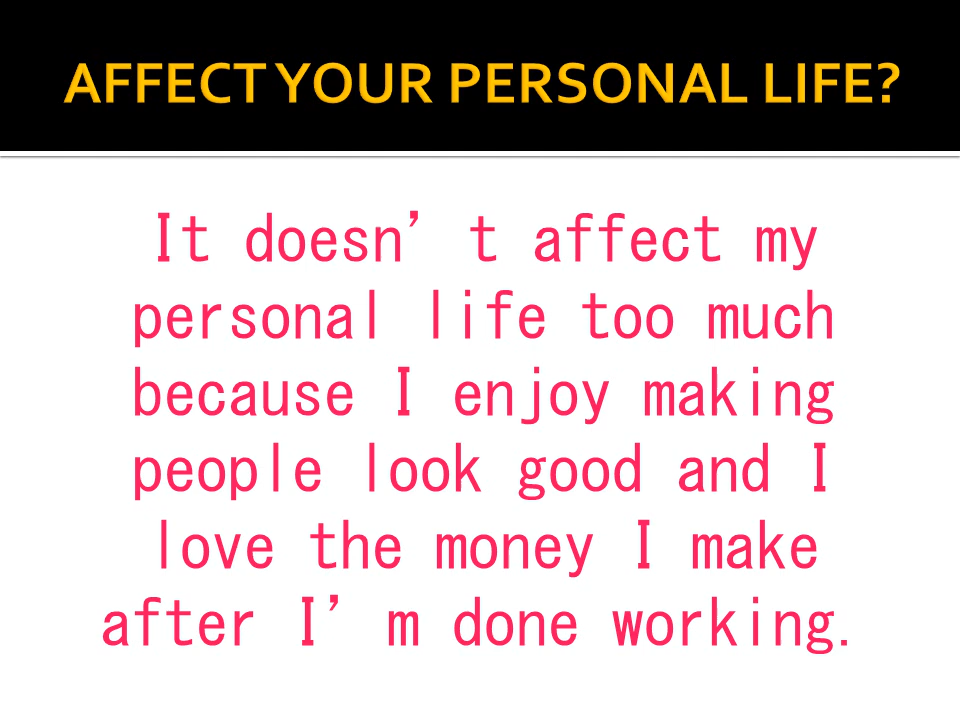 AFFECT YOUR PERSONAL LIFE?
It doesn’t affect my
personal life too much
because I enjoy making
people look good and I
love the money I make
after I’m done working.